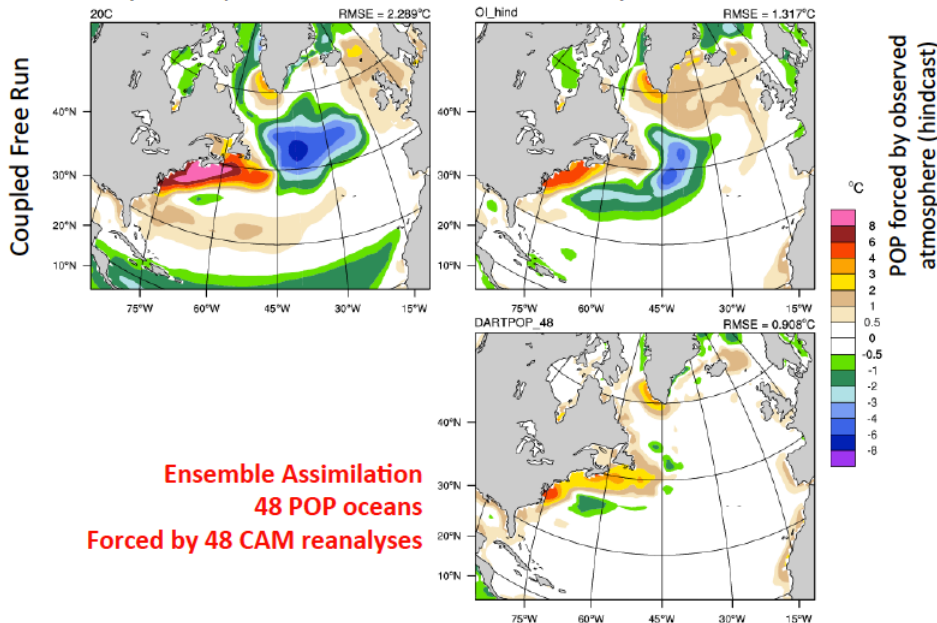 20C RMSE = 2.289°C
OI_hind RMSE = 1.317°C
Coupled Free Run
40°N
30°N
20°N
10°N
75°W 60°W 45°W 30°W 15°W
40°N
30°N
20°N
10°N
75°W 60°W 45°W 30°W 15°W
°C
8
6
4
3
2
1
0.5
0
-0.5
-1
-2
-3
-4
-6
-8
POP forced by observed
atmosphere (hindcast)
DARTPOP_48 RMSE = 0.908°C
40°N
30°N
20°N
10°N
75°W 60°W 45°W 30°W 15°W
Ensemble Assimilation
48 POP oceans
Forced by 48 CAM reanalyses